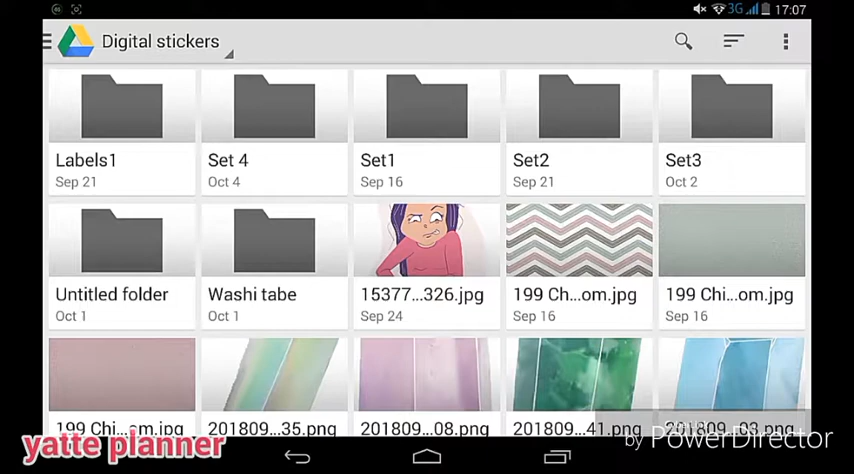 3G 17:07
Digital stickers
Labels1
Sep 21
Set 4
Oct 4
Set1
Sep 16
Set2
Sep 21
Set3
Oct 2
Untitled folder
Oct 1
Washi tabe
Oct 1
15377...326.jpg
Sep 24
199 Ch...om.jpg
Sep 16
199 Chi...om.jpg
Sep 16
199 Chi...om.jpg
201809...35.png
201809...08.png
201809...41.png
201809...03.png
yatte planner
by PowerDirector